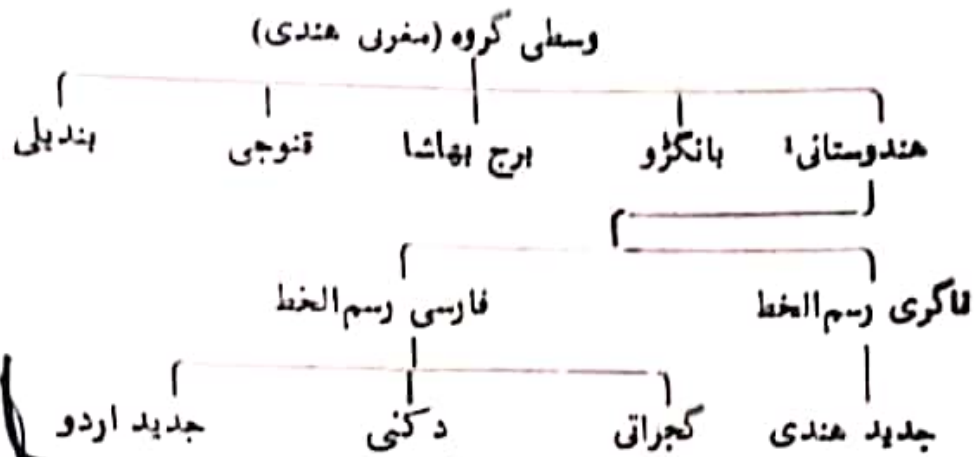 وسطی گروہ (مغربی ہندی)
ہندوستانی¹ بانگڑو برج بھاشا قنوجی بندیلی
ناگری رسم الخط فارسی رسم الخط
جدید ہندی گجراتی دکنی جدید اردو